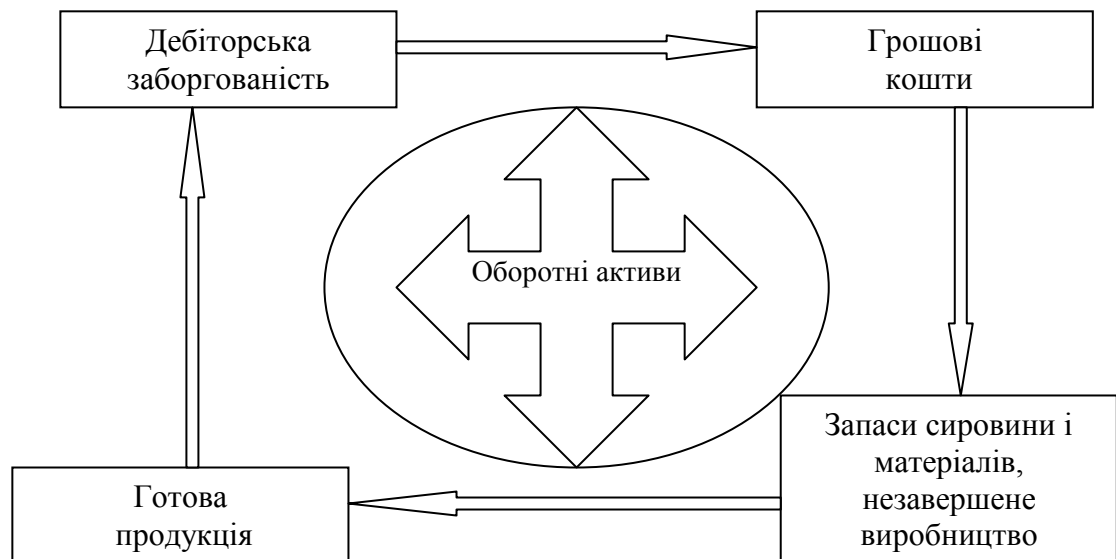 Дебіторська
заборгованість
Грошові
кошти
Оборотні активи
Запаси сировини і
матеріалів,
незавершене
виробництво
Готова
продукція